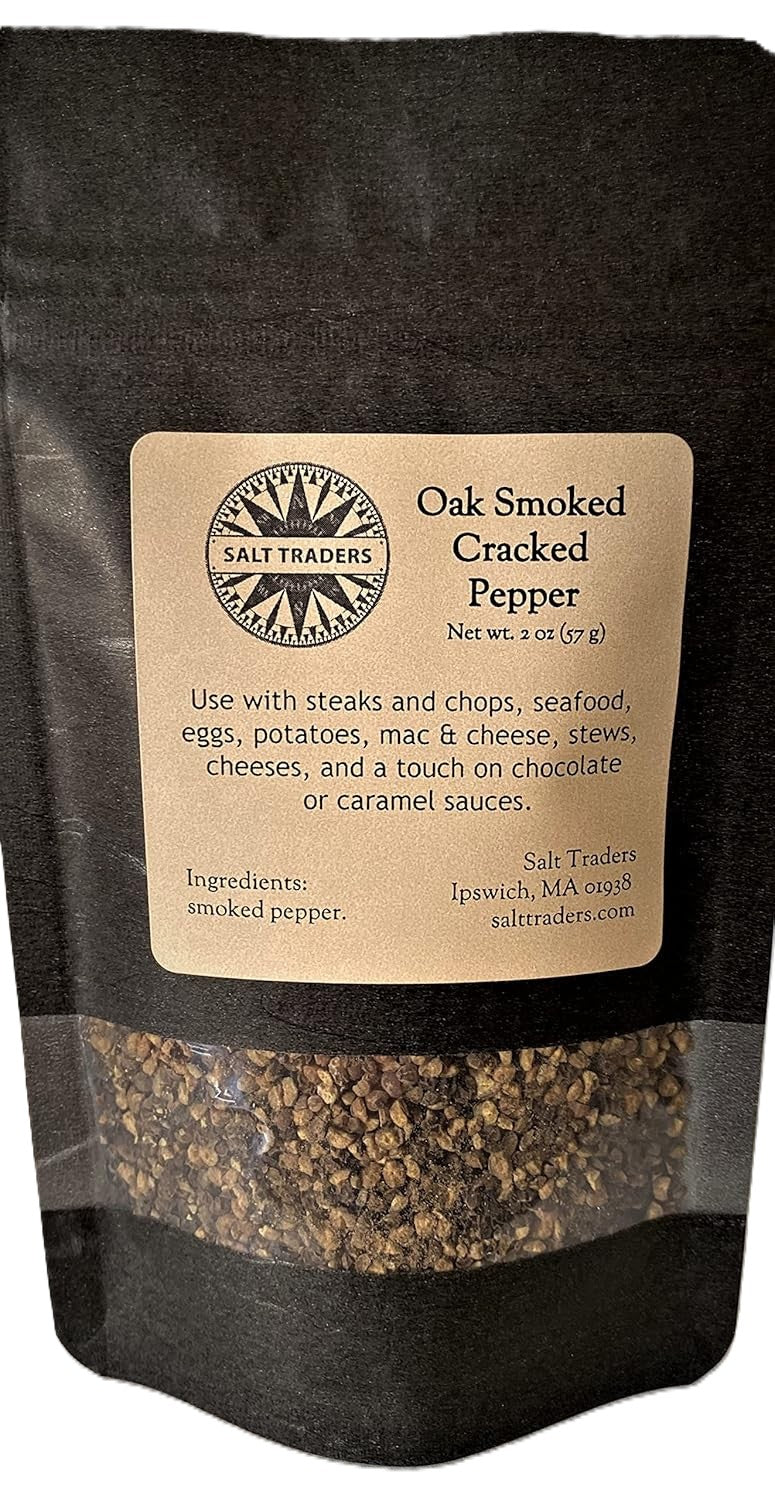 SALT TRADERS
Oak Smoked
Cracked
Pepper
Net wt. 2 oz (57 g)
Use with steaks and chops, seafood,
eggs, potatoes, mac & cheese, stews,
cheeses, and a touch on chocolate
or caramel sauces.
Ingredients:
smoked pepper.
Salt Traders
Ipswich, MA 01938
salttraders.com